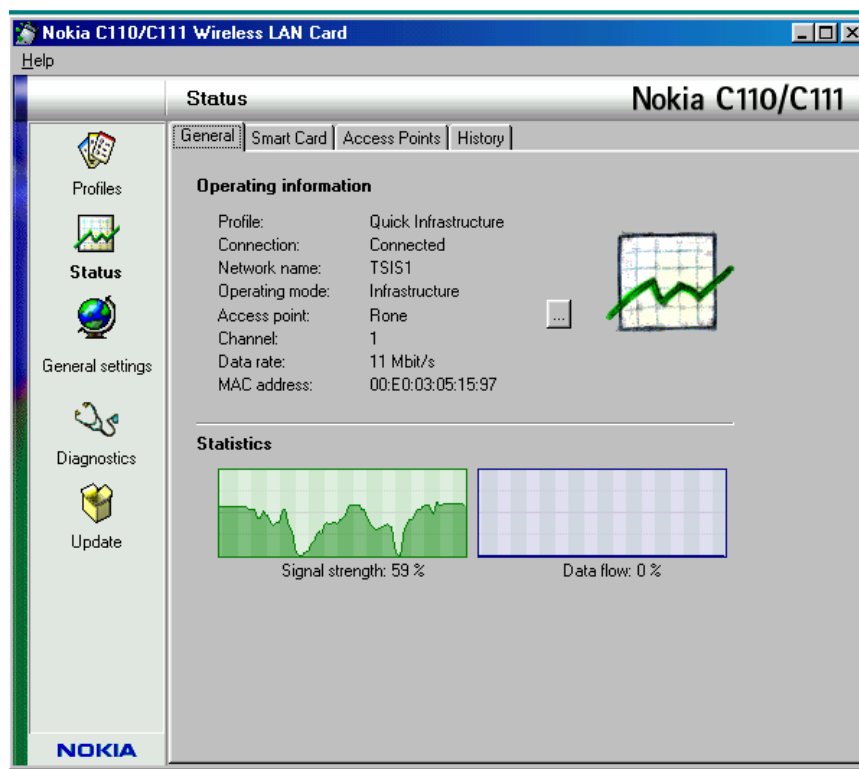 Nokia C110/C111 Wireless LAN Card
Help
Status
Nokia C110/C111
General Smart Card Access Points History
Profiles
Status
General settings
Diagnostics
Update
NOKIA
Operating information
Profile: Quick Infrastructure
Connection: Connected
Network name: TSIS1
Operating mode: Infrastructure
Access point: Rone
...
Channel: 1
Data rate: 11 Mbit/s
MAC address: 00:E0:03:05:15:97
Statistics
Signal strength: 59 % Data flow: 0 %